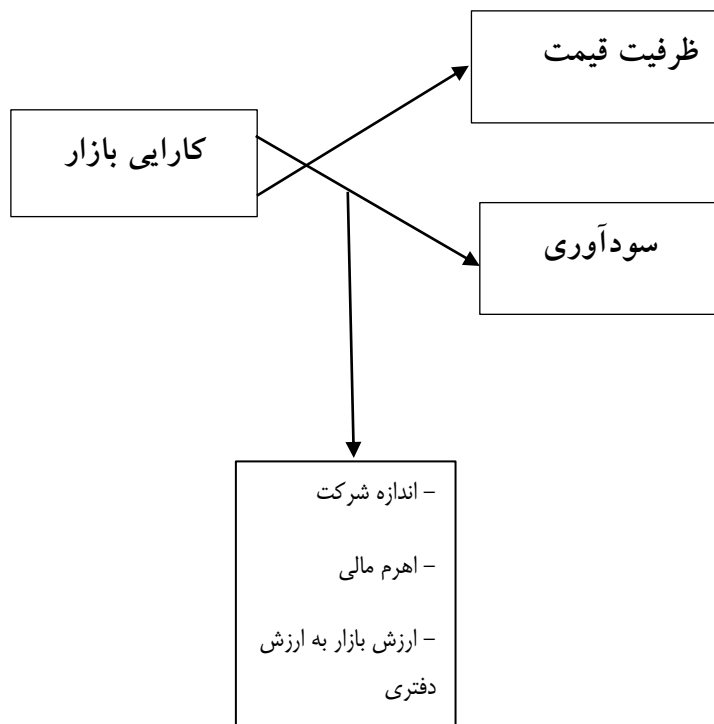 ظرفیت قیمت
کارایی بازار
سودآوری
- اندازه شرکت
- اهرم مالی
- ارزش بازار به ارزش
دفتری